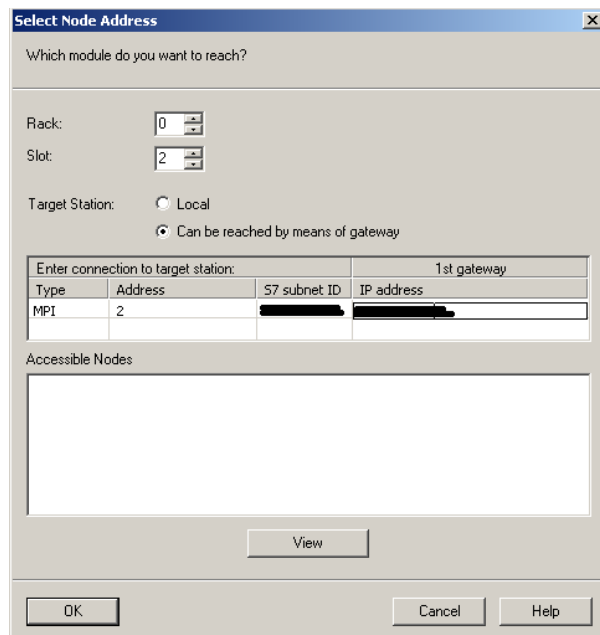 Select Node Address
Which module do you want to reach?
Rack: 0
Slot: 2
Target Station: Local
Can be reached by means of gateway
Enter connection to target station: 1st gateway
Type Address S7 subnet ID IP address
MPI 2
Accessible Nodes
View
OK Cancel Help